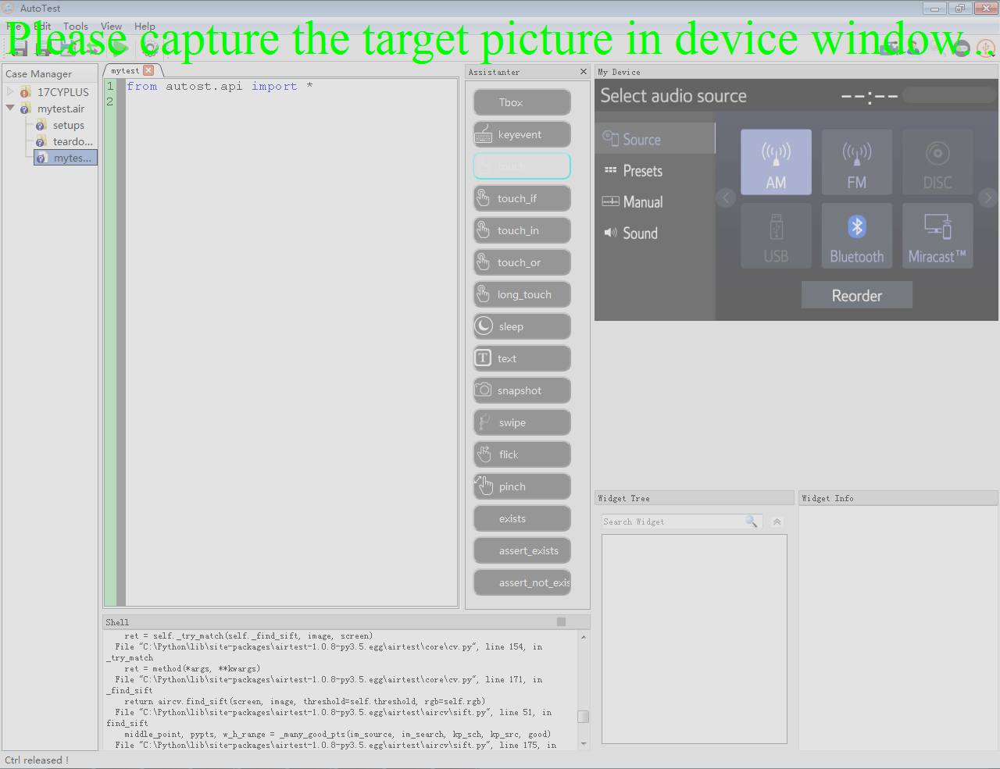 AutoTest
File Edit Tools View Help
Please capture the target picture in device window...
Case Manager
17CYPLUS
mytest.air
setups
teardo...
mytes...
mytest
1 from autost.api import *
2
Assistanter
Tbox
keyevent
touch
touch_if
touch_in
touch_or
long_touch
sleep
text
snapshot
swipe
flick
pinch
exists
assert_exists
assert_not_exis
My Device
Select audio source --:--
Source
Presets
Manual
Sound
AM FM DISC
USB Bluetooth Miracast™
Reorder
Widget Tree
Search Widget
Widget Info
Shell
ret = self._try_match(self._find_sift, image, screen)
File "C:\Python\lib\site-packages\airtest-1.0.8-py3.5.egg\airtest\core\cv.py", line 154, in
_try_match
ret = method(*args, **kwargs)
File "C:\Python\lib\site-packages\airtest-1.0.8-py3.5.egg\airtest\core\cv.py", line 171, in
_find_sift
return aircv.find_sift(screen, image, threshold=self.threshold, rgb=self.rgb)
File "C:\Python\lib\site-packages\airtest-1.0.8-py3.5.egg\airtest\aircv\sift.py", line 51, in
find_sift
middle_point, pypts, w_h_range = _many_good_pts(im_source, im_search, kp_sch, kp_src, good)
File "C:\Python\lib\site-packages\airtest-1.0.8-py3.5.egg\airtest\aircv\sift.py", line 175, in
Ctrl released !